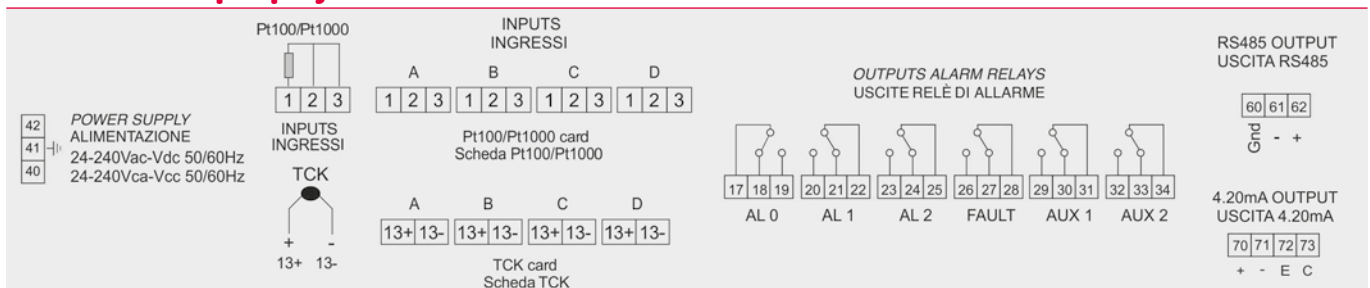 42
41
40
POWER SUPPLY
ALIMENTAZIONE
24-240Vac-Vdc 50/60Hz
24-240Vca-Vcc 50/60Hz
Pt100/Pt1000
1 2 3
INPUTS
INGRESSI
TCK
+ -
13+ 13-
INPUTS
INGRESSI
A B C D
1 2 3 1 2 3 1 2 3 1 2 3
Pt100/Pt1000 card
Scheda Pt100/Pt1000
A B C D
13+ 13- 13+ 13- 13+ 13- 13+ 13-
TCK card
Scheda TCK
OUTPUTS ALARM RELAYS
USCITE RELÈ DI ALLARME
17 18 19 20 21 22 23 24 25 26 27 28 29 30 31 32 33 34
AL 0 AL 1 AL 2 FAULT AUX 1 AUX 2
RS485 OUTPUT
USCITA RS485
60 61 62
Gnd - +
4.20mA OUTPUT
USCITA 4.20mA
70 71 72 73
+ - E C